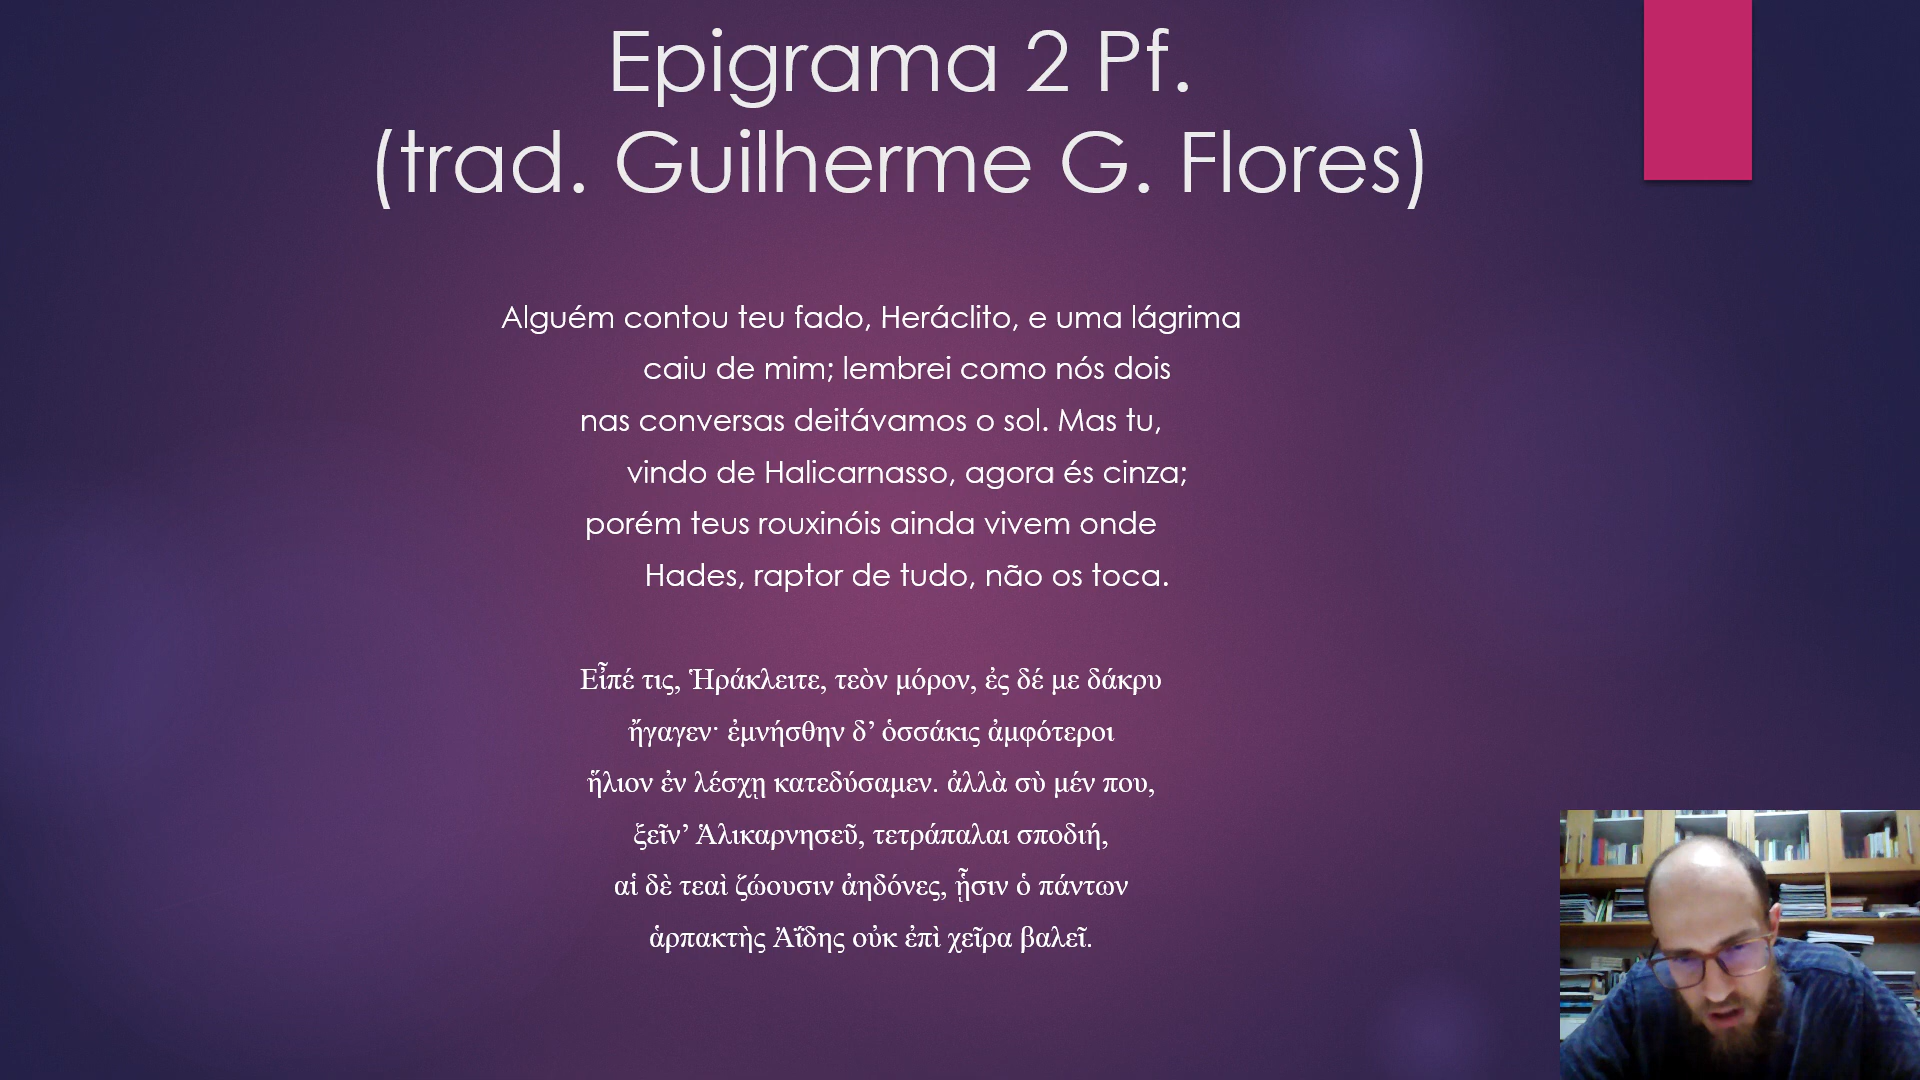 Epigrama 2 Pf.
(trad. Guilherme G. Flores)
Alguém contou teu fado, Heráclito, e uma lágrima
caiu de mim; lembrei como nós dois
nas conversas deitávamos o sol. Mas tu,
vindo de Halicarnasso, agora és cinza;
porém teus rouxinóis ainda vivem onde
Hades, raptor de tudo, não os toca.
Εἶπέ τις, Ἡράκλειτε, τεὸν μόρον, ἐς δέ με δάκρυ
ἤγαγεν· ἐμνήσθην δ’ ὁσσάκις ἀμφότεροι
ἥλιον ἐν λέσχῃ κατεδύσαμεν. ἀλλὰ σὺ μέν που,
ξεῖν’ Ἁλικαρνησεῦ, τετράπαλαι σποδιή,
αἱ δὲ τεαὶ ζώουσιν ἀηδόνες, ᾗσιν ὁ πάντων
ἁρπακτὴς Ἀΐδης οὐκ ἐπὶ χεῖρα βαλεῖ.